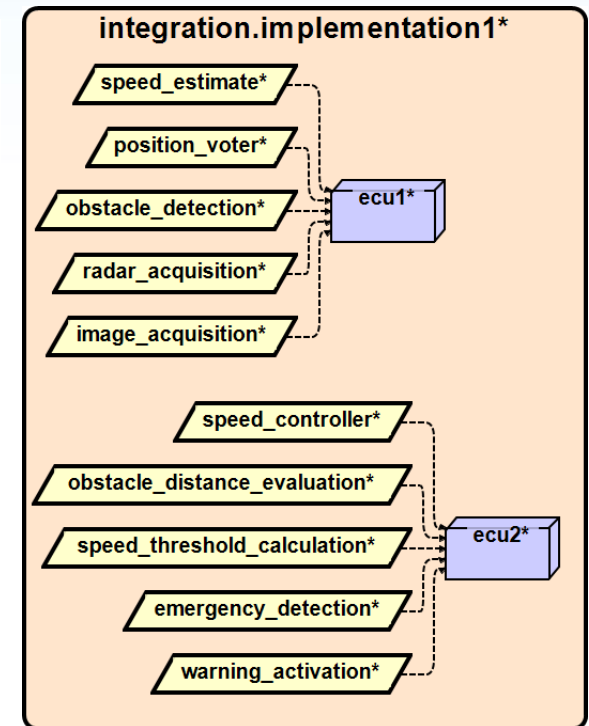 integration.implementation1*
speed_estimate*
position_voter*
ecu1*
obstacle_detection*
radar_acquisition*
image_acquisition*
speed_controller*
obstacle_distance_evaluation*
ecu2*
speed_threshold_calculation*
emergency_detection*
warning_activation*